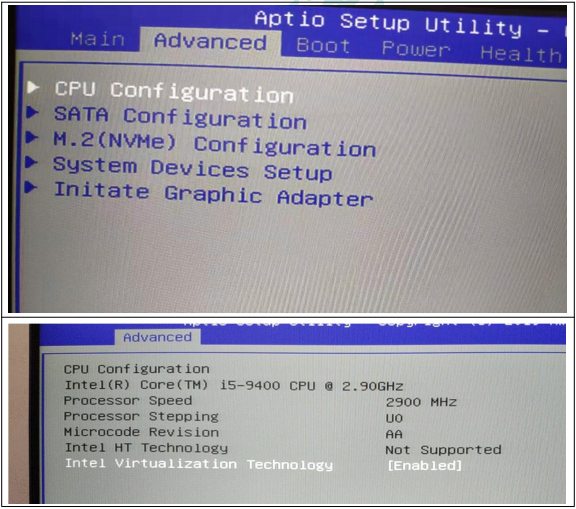 Aptio Setup Utility –
Main Advanced Boot Power Health
CPU Configuration
SATA Configuration
M.2(NVMe) Configuration
System Devices Setup
Initate Graphic Adapter
Advanced
CPU Configuration
Intel(R) Core(TM) i5-9400 CPU @ 2.90GHz
Processor Speed 2900 MHz
Processor Stepping U0
Microcode Revision AA
Intel HT Technology Not Supported
Intel Virtualization Technology [Enabled]